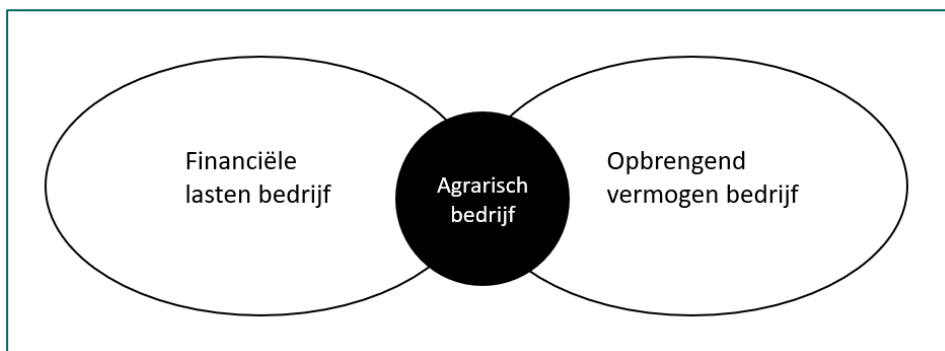 Financiële
lasten bedrijf
Agrarisch
bedrijf
Opbrengend
vermogen bedrijf